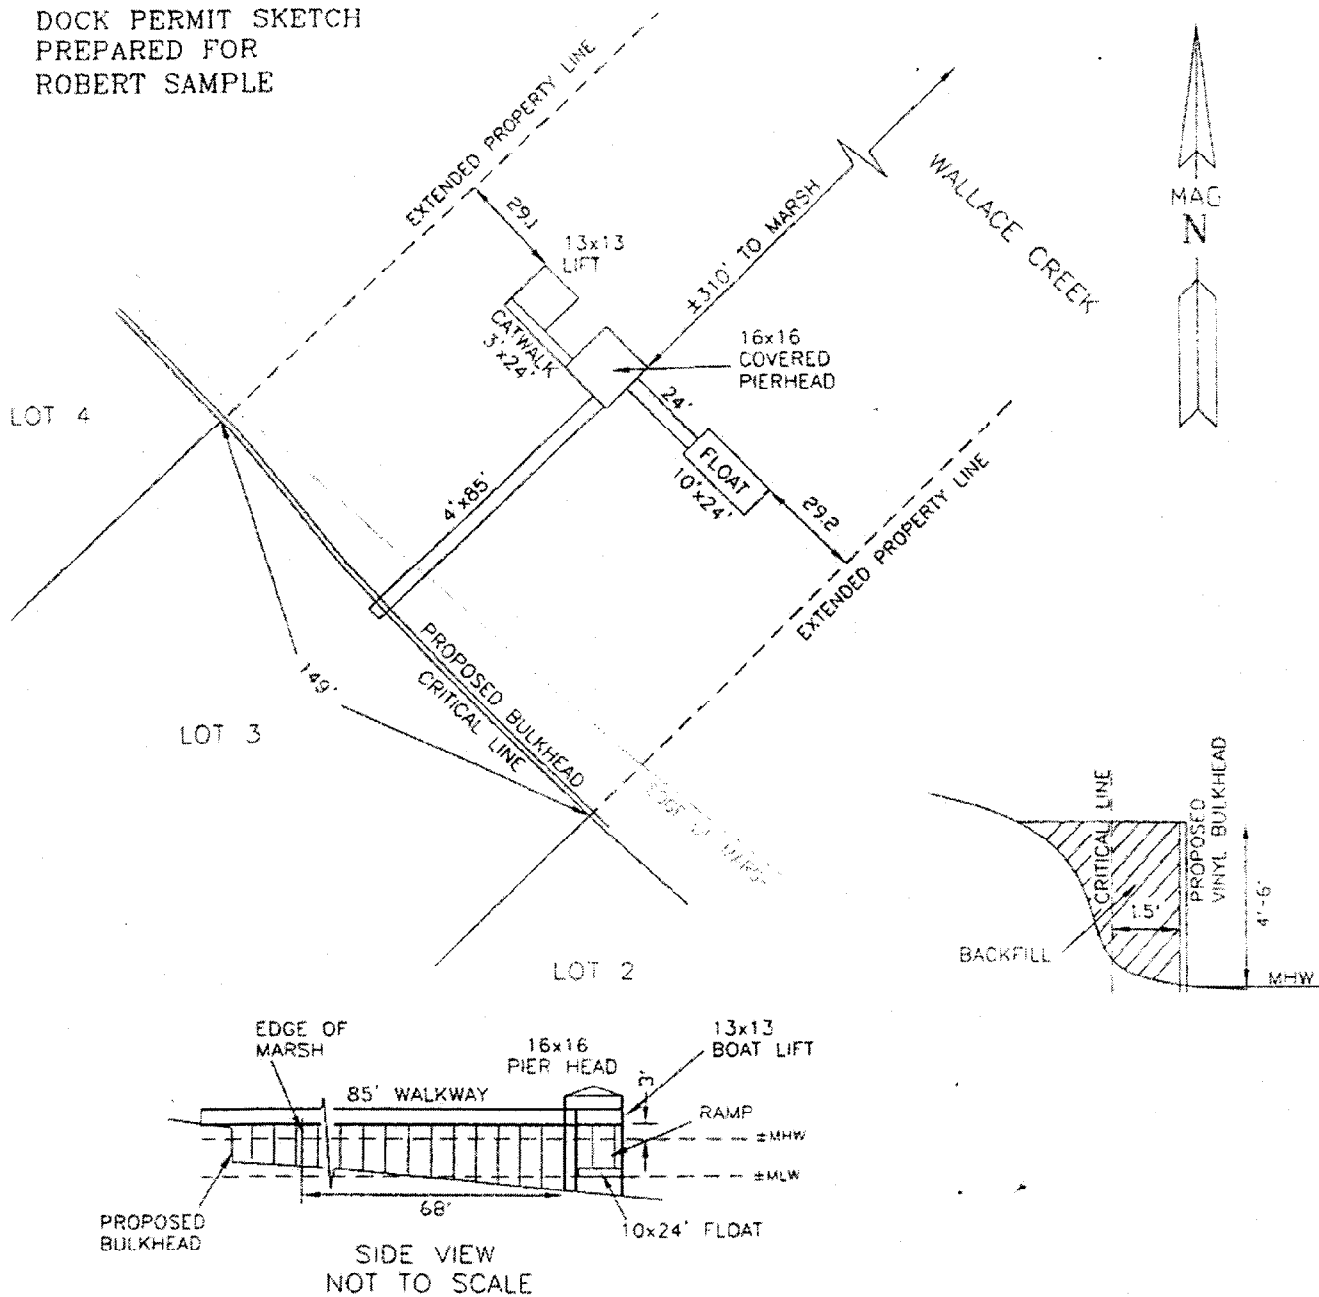 DOCK PERMIT SKETCH
PREPARED FOR
ROBERT SAMPLE
EXTENDED PROPERTY LINE
29.1
13x13
LIFT
CATWALK
3'x24'
±310' TO MARSH
WALLACE CREEK
MAG
N
16x16
COVERED
PIERHEAD
LOT 4
24'
FLOAT
10'x24'
29.2
EXTENDED PROPERTY LINE
4'x85'
PROPOSED BULKHEAD
CRITICAL LINE
149'
LOT 3
EDGE OF MARSH
LOT 2
CRITICAL LINE
PROPOSED
VINYL BULKHEAD
1.5'
4'-6"
BACKFILL
MHW
EDGE OF
MARSH
16x16
PIER HEAD
13x13
BOAT LIFT
85' WALKWAY
3'
RAMP
±MHW
±MLW
68'
PROPOSED
BULKHEAD
10x24' FLOAT
SIDE VIEW
NOT TO SCALE